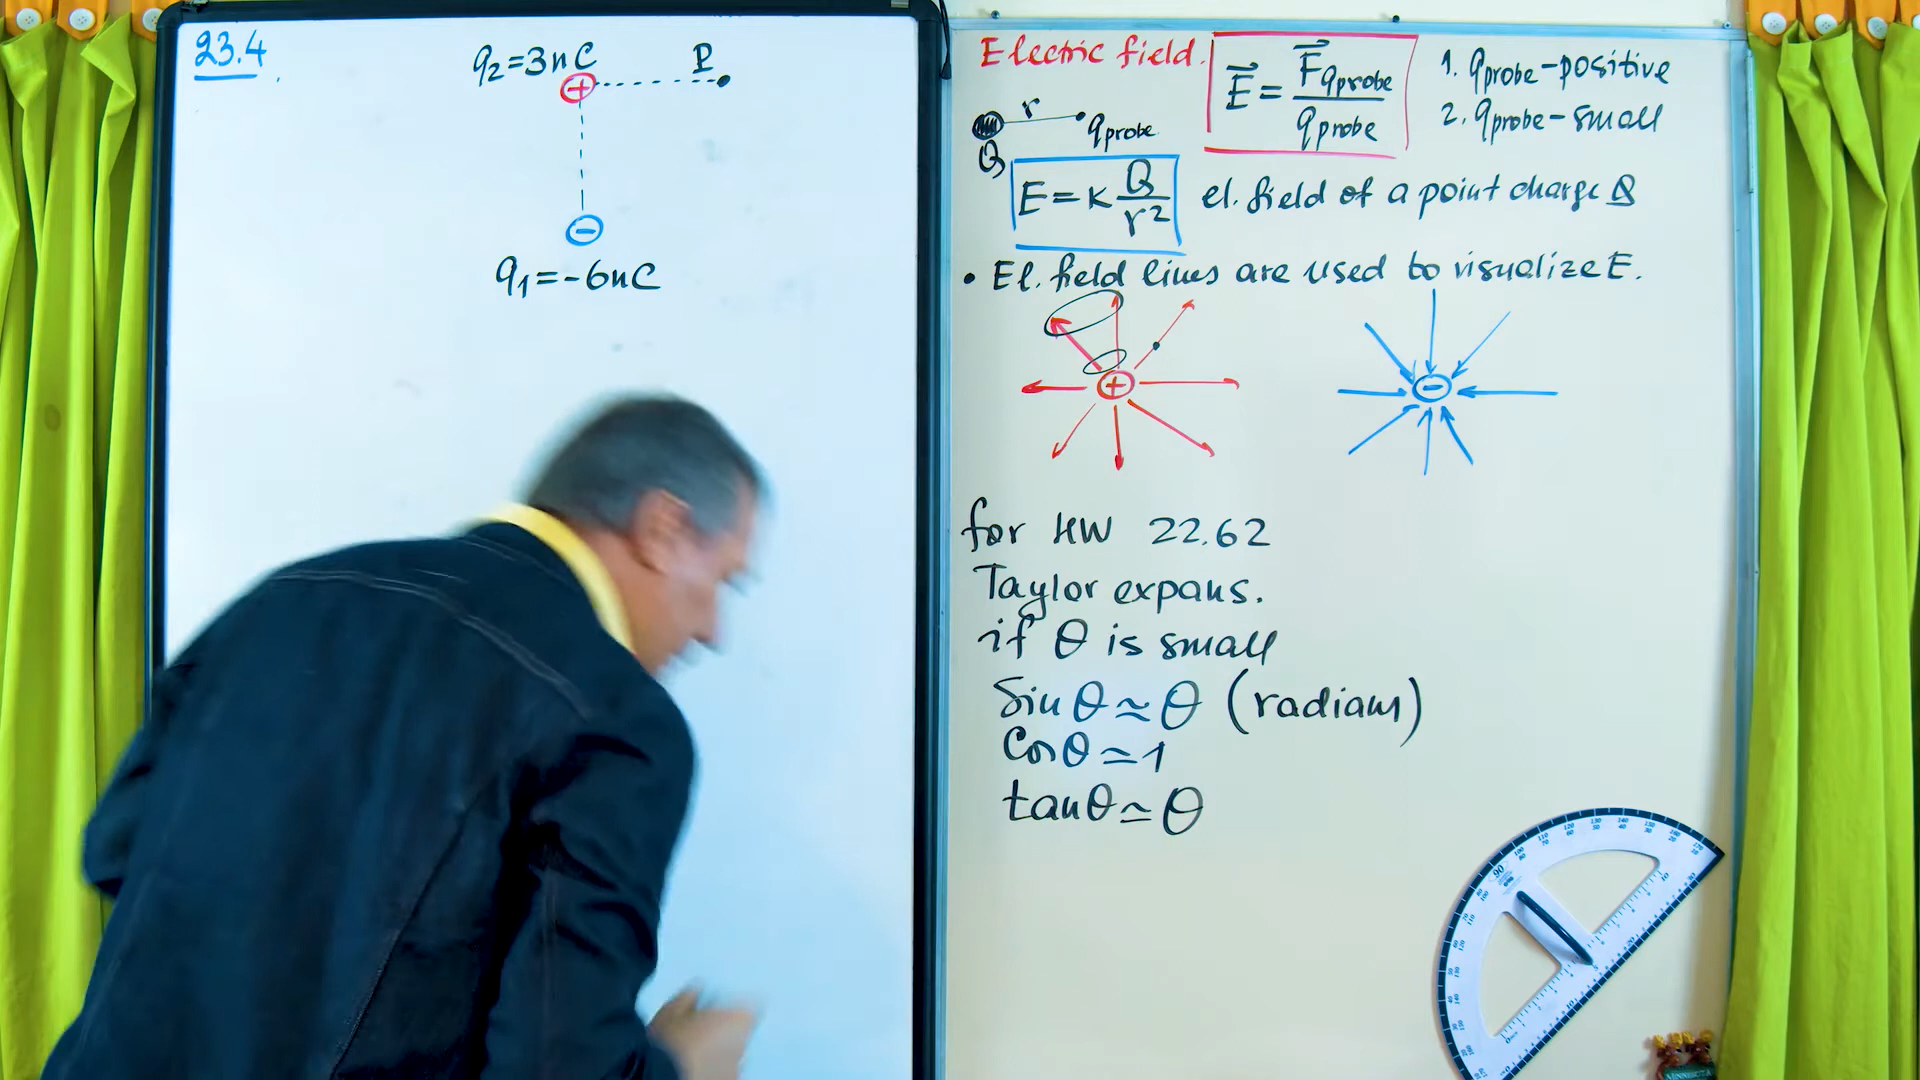 23.4
q₂=3nC
P
+
−
q₁=-6nC
Electric field.
E⃗ = F⃗qprobe / qprobe
1. qprobe-positive
2. qprobe-small
r
qprobe
Q
E=K Q/r² el. field of a point charge Q
• El. field lines are used to visualize E.
+
−
for HW 22.62
Taylor expans.
if θ is small
Sin θ ≈ θ (radians)
Cos θ ≃ 1
tan θ ≃ θ